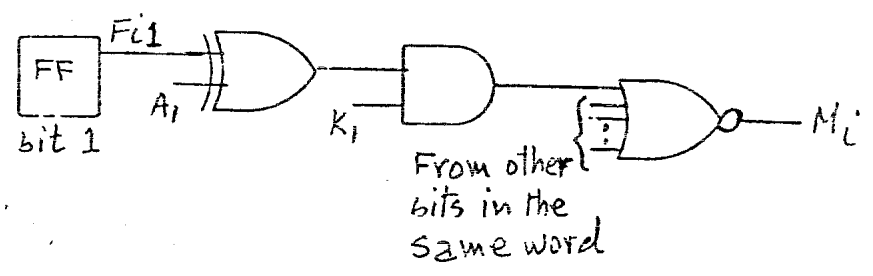 Fi1
FF
A₁
bit 1
K₁
Mi
From other
bits in the
same word